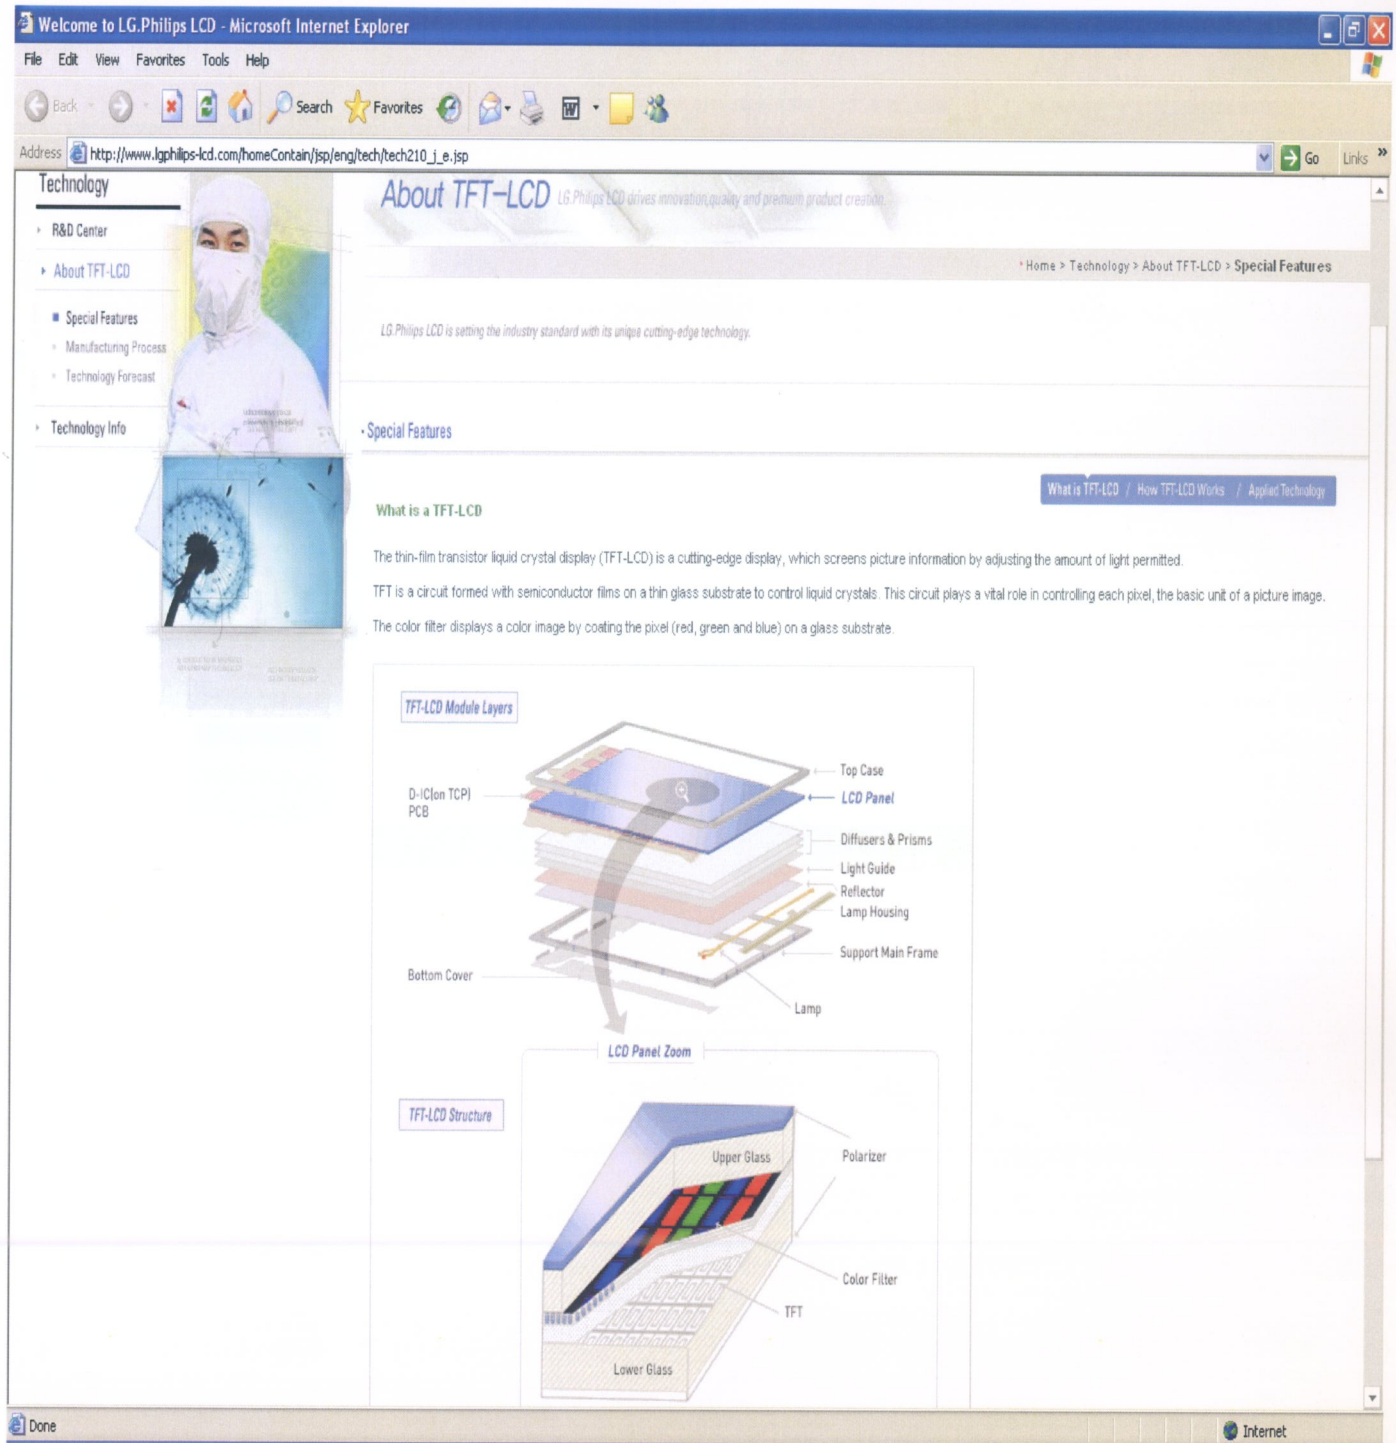 Welcome to LG.Philips LCD - Microsoft Internet Explorer
File Edit View Favorites Tools Help
Back Search Favorites
Address http://www.lgphilips-lcd.com/homeContain/jsp/eng/tech/tech210_j_e.jsp Go Links »
Technology
R&D Center
About TFT-LCD
Special Features
Manufacturing Process
Technology Forecast
Technology Info
About TFT-LCD LG.Philips LCD drives innovation,quality and premium product creation.
Home > Technology > About TFT-LCD > Special Features
LG.Philips LCD is setting the industry standard with its unique cutting-edge technology.
Special Features
What is TFT-LCD / How TFT-LCD Works / Applied Technology
What is a TFT-LCD
The thin-film transistor liquid crystal display (TFT-LCD) is a cutting-edge display, which screens picture information by adjusting the amount of light permitted.
TFT is a circuit formed with semiconductor films on a thin glass substrate to control liquid crystals. This circuit plays a vital role in controlling each pixel, the basic unit of a picture image.
The color filter displays a color image by coating the pixel (red, green and blue) on a glass substrate.
TFT-LCD Module Layers
D-IC(on TCP)
PCB
Top Case
LCD Panel
Diffusers & Prisms
Light Guide
Reflector
Lamp Housing
Support Main Frame
Bottom Cover
Lamp
LCD Panel Zoom
TFT-LCD Structure
Upper Glass
Polarizer
Color Filter
TFT
Lower Glass
Done
Internet